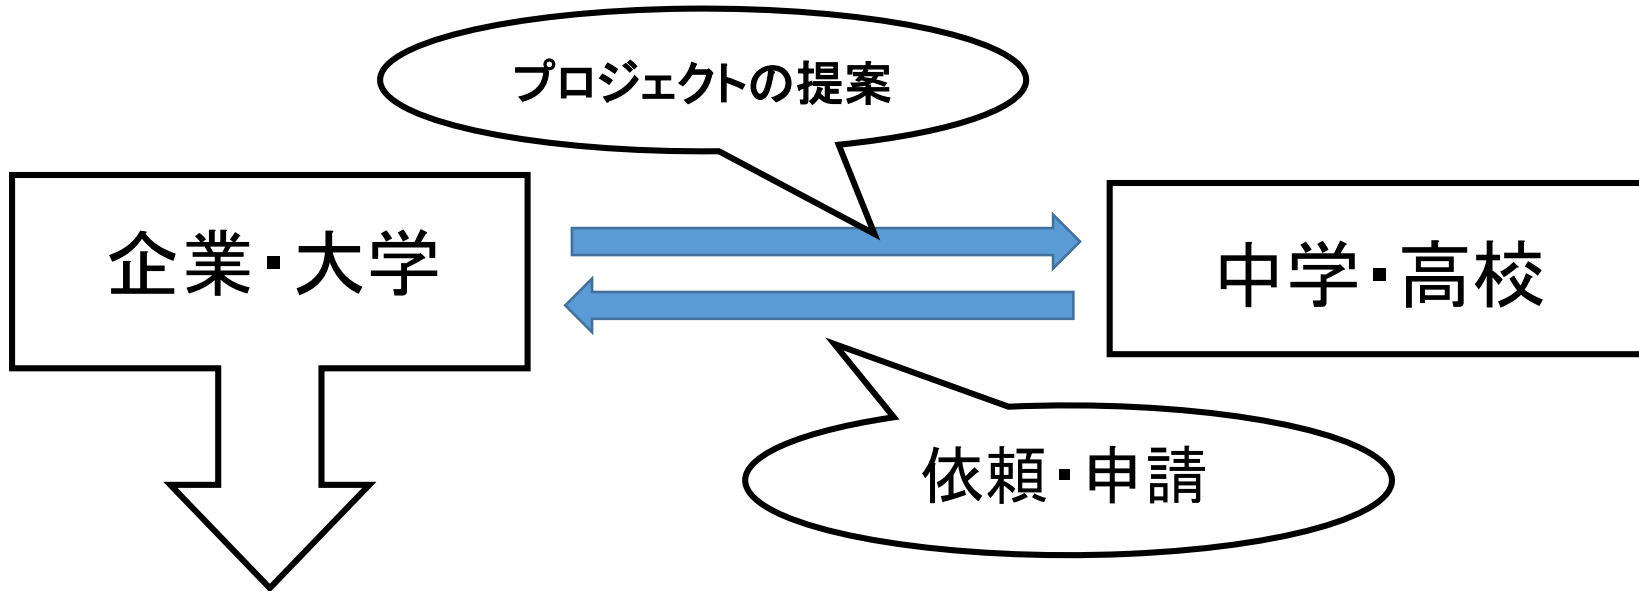 プロジェクトの提案
企業・大学
中学・高校
依頼・申請